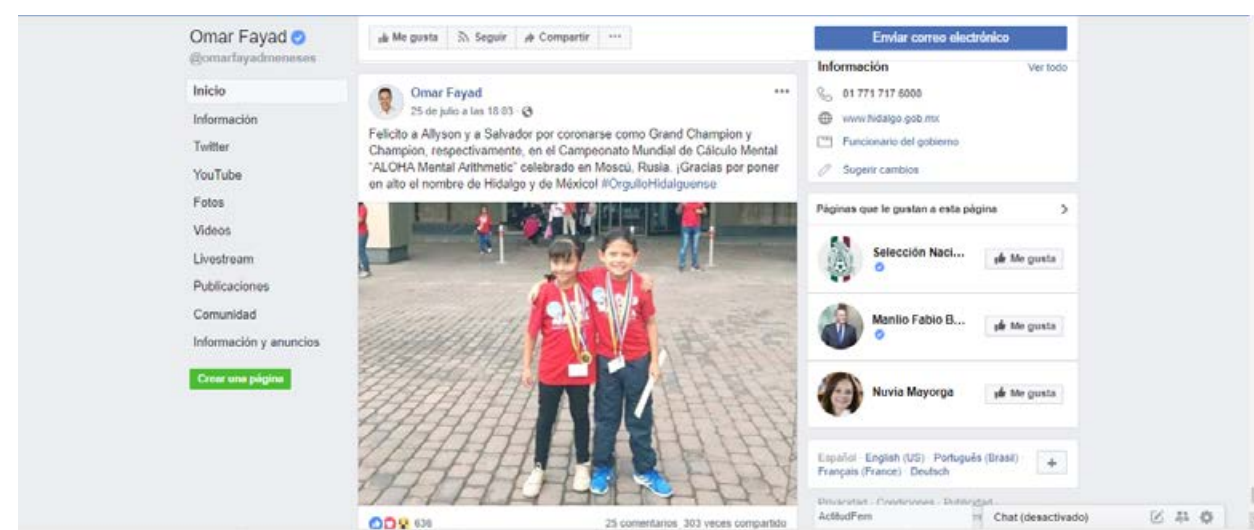 Omar Fayad
@omarfayadmeneses
Inicio
Información
Twitter
YouTube
Fotos
Videos
Livestream
Publicaciones
Comunidad
Información y anuncios
Crear una página
Me gusta Seguir Compartir ...
Omar Fayad
25 de julio a las 18:03
Felicito a Allyson y a Salvador por coronarse como Grand Champion y
Champion, respectivamente, en el Campeonato Mundial de Cálculo Mental
"ALOHA Mental Arithmetic" celebrado en Moscú, Rusia. ¡Gracias por poner
en alto el nombre de Hidalgo y de México! #OrgulloHidalguense
636 25 comentarios 303 veces compartido
Enviar correo electrónico
Información Ver todo
01 771 717 6000
www.hidalgo.gob.mx
Funcionario del gobierno
Sugerir cambios
Páginas que le gustan a esta página
Selección Naci... Me gusta
Manlio Fabio B... Me gusta
Nuvia Mayorga Me gusta
Español · English (US) · Português (Brasil) ·
Français (France) · Deutsch
Privacidad · Condiciones · Publicidad
ActitudFem
Chat (desactivado)